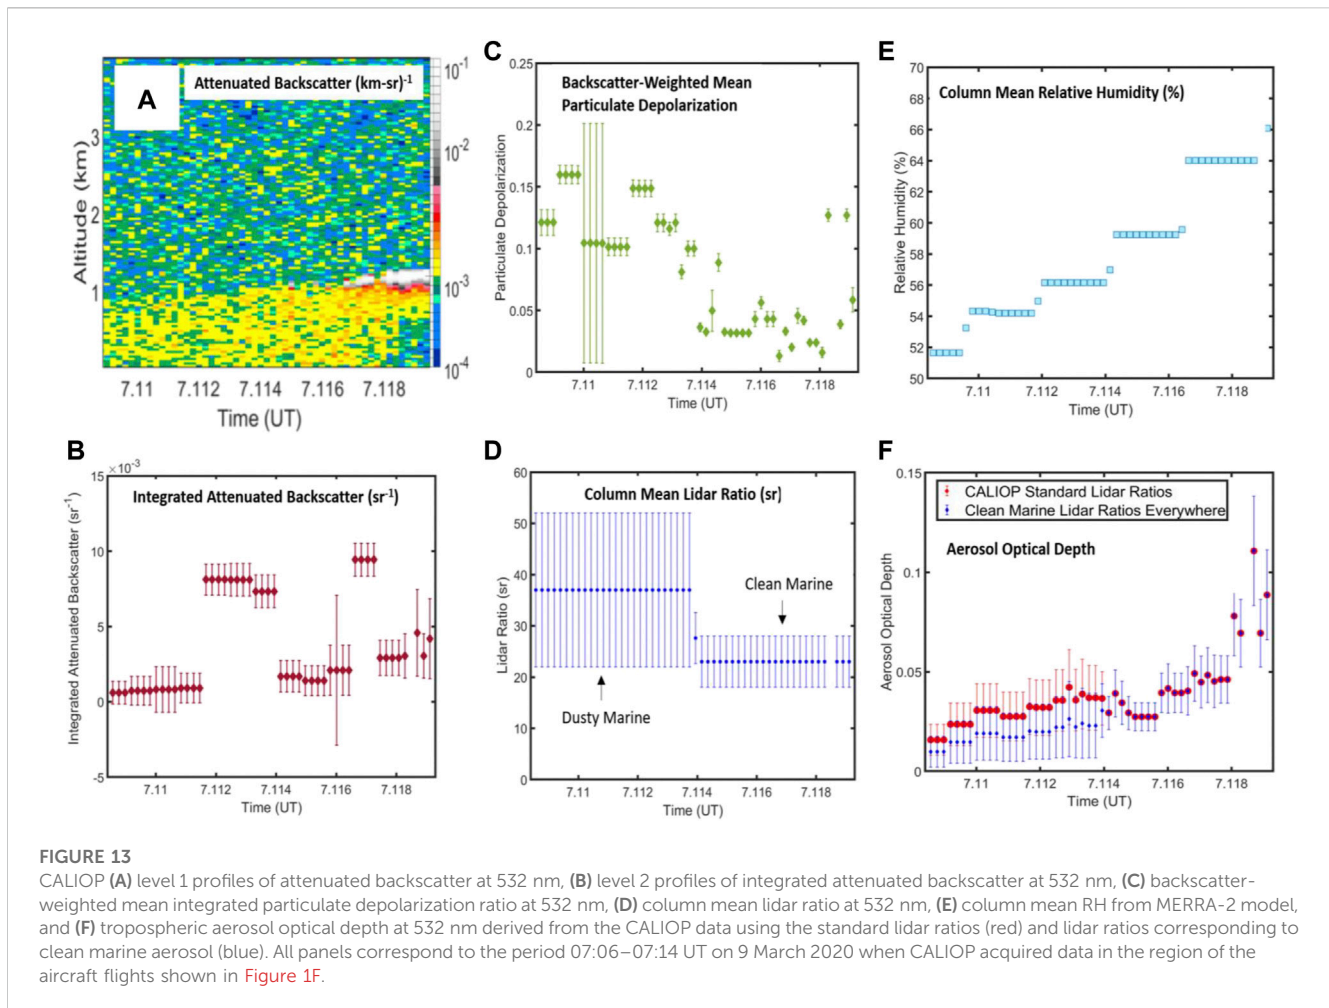 A
Attenuated Backscatter (km-sr)-1
10-1
10-2
10-3
10-4
Altitude (km)
3
2
1
7.11 7.112 7.114 7.116 7.118
Time (UT)
C
Backscatter-Weighted Mean
Particulate Depolarization
Particulate Depolarization
0.25
0.2
0.15
0.1
0.05
0
7.11 7.112 7.114 7.116 7.118
Time (UT)
E
Column Mean Relative Humidity (%)
Relative Humidity (%)
70
68
66
64
62
60
58
56
54
52
50
7.11 7.112 7.114 7.116 7.118
Time (UT)
B
×10-3
Integrated Attenuated Backscatter (sr-1)
Integrated Attenuated Backscatter (sr-1)
15
10
5
0
-5
7.11 7.112 7.114 7.116 7.118
Time (UT)
D
Column Mean Lidar Ratio (sr)
Lidar Ratio (sr)
60
50
40
30
20
10
0
Clean Marine
Dusty Marine
7.11 7.112 7.114 7.116 7.118
Time (UT)
F
CALIOP Standard Lidar Ratios
Clean Marine Lidar Ratios Everywhere
Aerosol Optical Depth
Aerosol Optical Depth
0.15
0.1
0.05
0
7.11 7.112 7.114 7.116 7.118
Time (UT)
FIGURE 13
CALIOP (A) level 1 profiles of attenuated backscatter at 532 nm, (B) level 2 profiles of integrated attenuated backscatter at 532 nm, (C) backscatter-
weighted mean integrated particulate depolarization ratio at 532 nm, (D) column mean lidar ratio at 532 nm, (E) column mean RH from MERRA-2 model,
and (F) tropospheric aerosol optical depth at 532 nm derived from the CALIOP data using the standard lidar ratios (red) and lidar ratios corresponding to
clean marine aerosol (blue). All panels correspond to the period 07:06–07:14 UT on 9 March 2020 when CALIOP acquired data in the region of the
aircraft flights shown in Figure 1F.